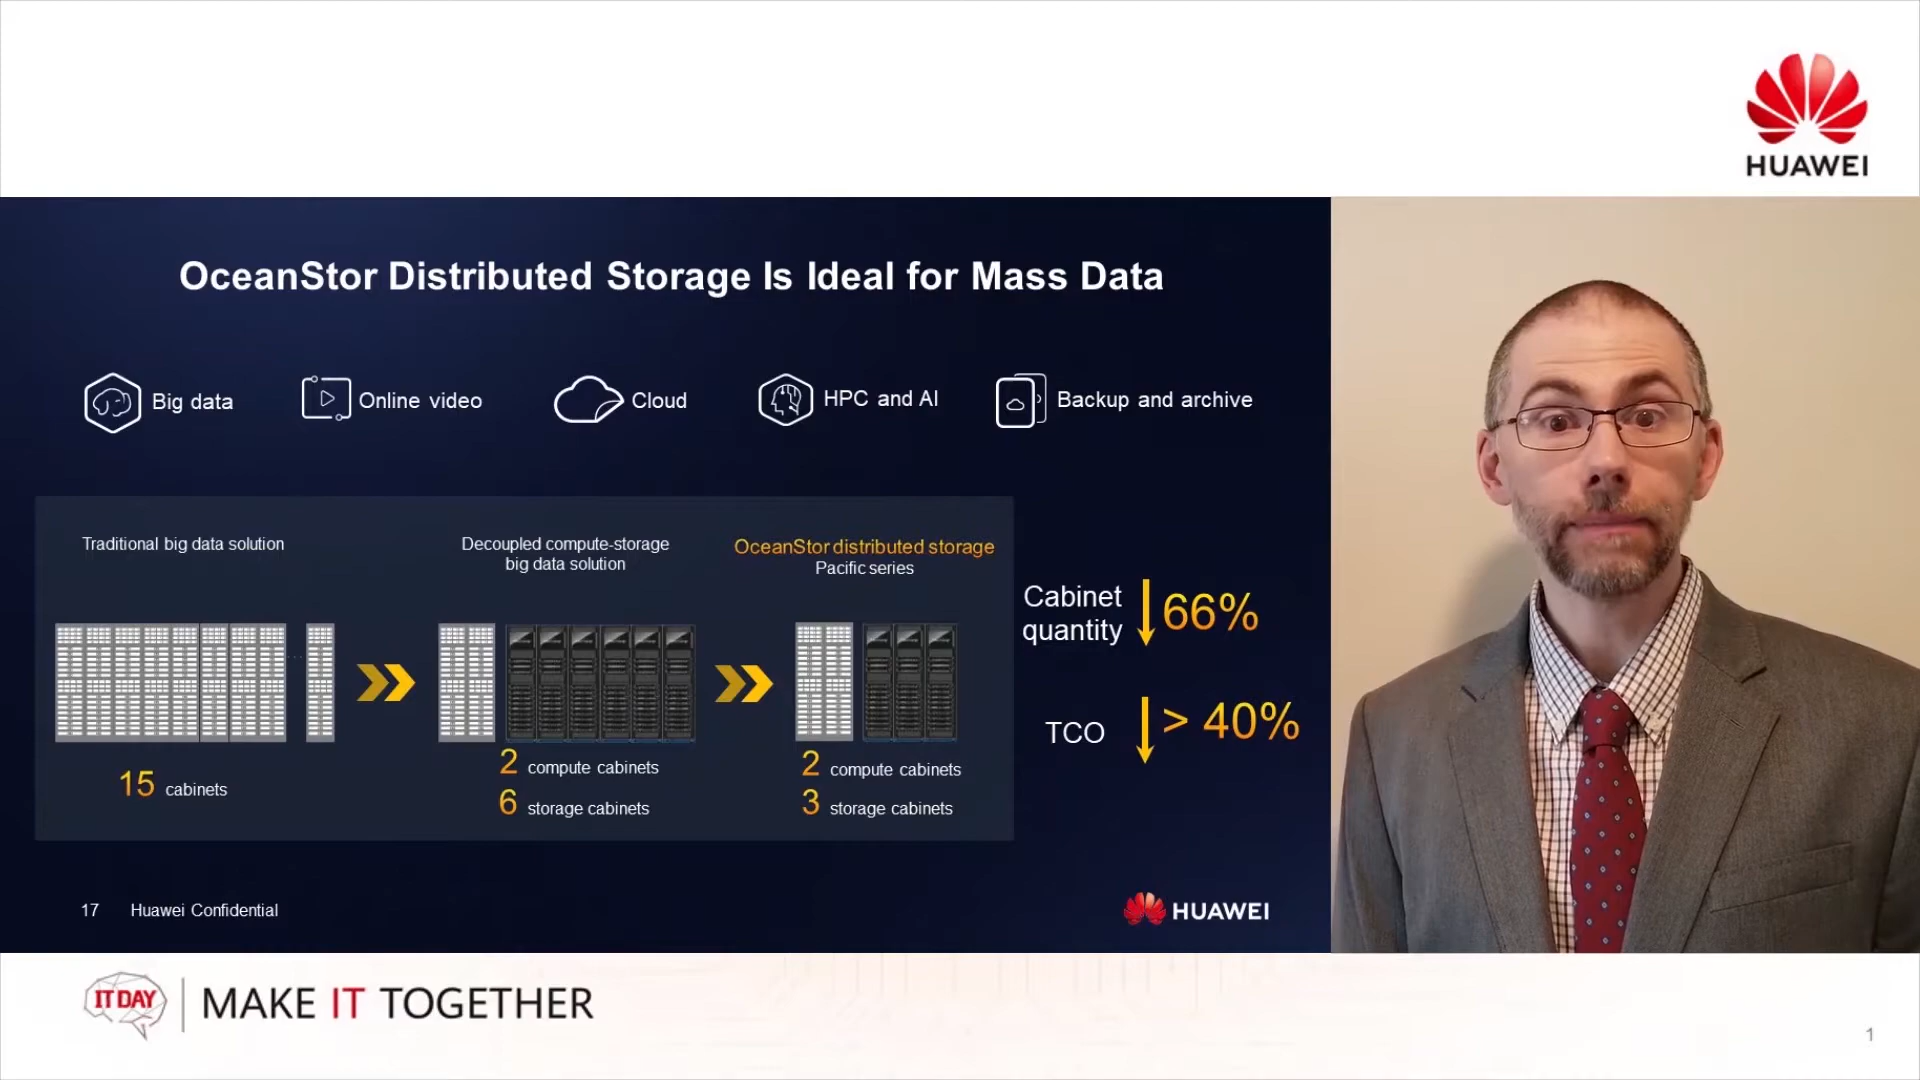 HUAWEI
OceanStor Distributed Storage Is Ideal for Mass Data
Big data
Online video
Cloud
HPC and AI
Backup and archive
Traditional big data solution
15 cabinets
Decoupled compute-storage
big data solution
2 compute cabinets
6 storage cabinets
OceanStor distributed storage
Pacific series
2 compute cabinets
3 storage cabinets
Cabinet
quantity
66%
TCO
> 40%
17 Huawei Confidential
HUAWEI
IT DAY
MAKE IT TOGETHER
1